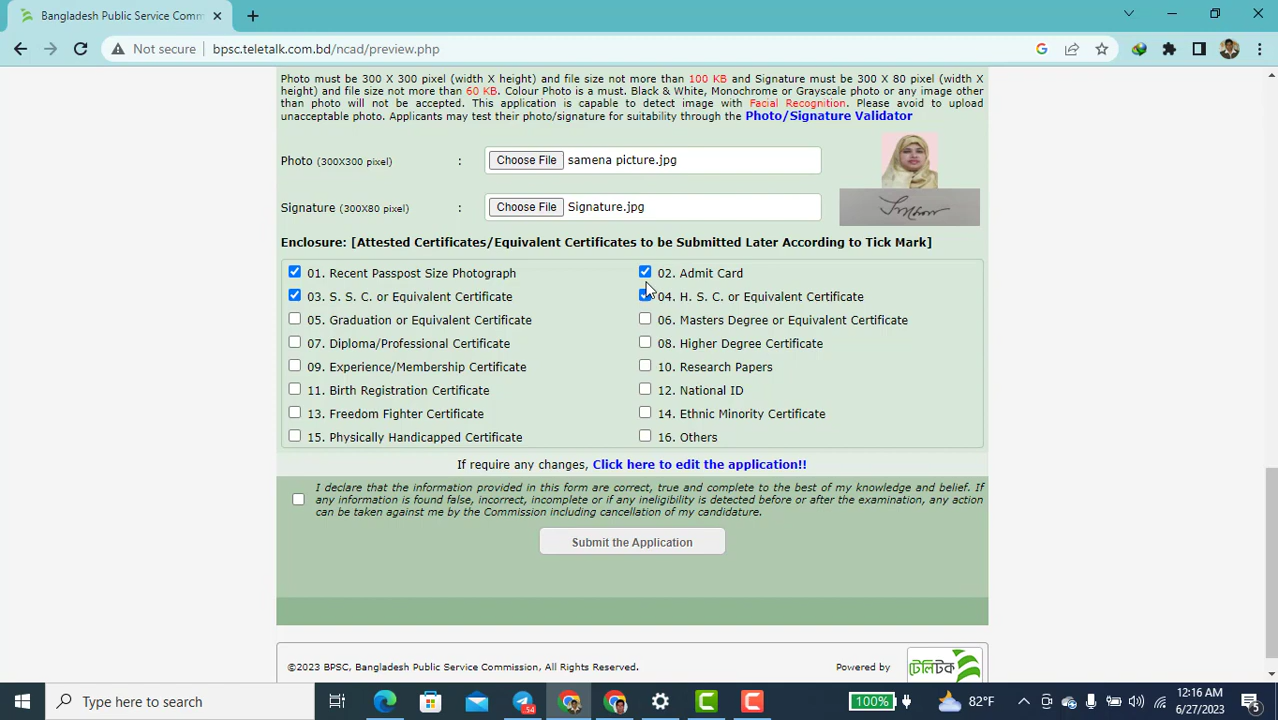 Bangladesh Public Service Comm
Not secure
bpsc.teletalk.com.bd/ncad/preview.php
Photo must be 300 X 300 pixel (width X height) and file size not more than 100 KB and Signature must be 300 X 80 pixel (width X
height) and file size not more than 60 KB. Colour Photo is a must. Black & White, Monochrome or Grayscale photo or any image other
than photo will not be accepted. This application is capable to detect image with Facial Recognition. Please avoid to upload
unacceptable photo. Applicants may test their photo/signature for suitability through the Photo/Signature Validator
Photo (300X300 pixel) : Choose File samena picture.jpg
Signature (300X80 pixel) : Choose File Signature.jpg
Enclosure: [Attested Certificates/Equivalent Certificates to be Submitted Later According to Tick Mark]
01. Recent Passpost Size Photograph 02. Admit Card
03. S. S. C. or Equivalent Certificate 04. H. S. C. or Equivalent Certificate
05. Graduation or Equivalent Certificate 06. Masters Degree or Equivalent Certificate
07. Diploma/Professional Certificate 08. Higher Degree Certificate
09. Experience/Membership Certificate 10. Research Papers
11. Birth Registration Certificate 12. National ID
13. Freedom Fighter Certificate 14. Ethnic Minority Certificate
15. Physically Handicapped Certificate 16. Others
If require any changes, Click here to edit the application!!
I declare that the information provided in this form are correct, true and complete to the best of my knowledge and belief. If
any information is found false, incorrect, incomplete or if any ineligibility is detected before or after the examination, any action
can be taken against me by the Commission including cancellation of my candidature.
Submit the Application
©2023 BPSC, Bangladesh Public Service Commission, All Rights Reserved. Powered by টেলিটক
Type here to search
54
100%
82°F
12:16 AM
6/27/2023
5